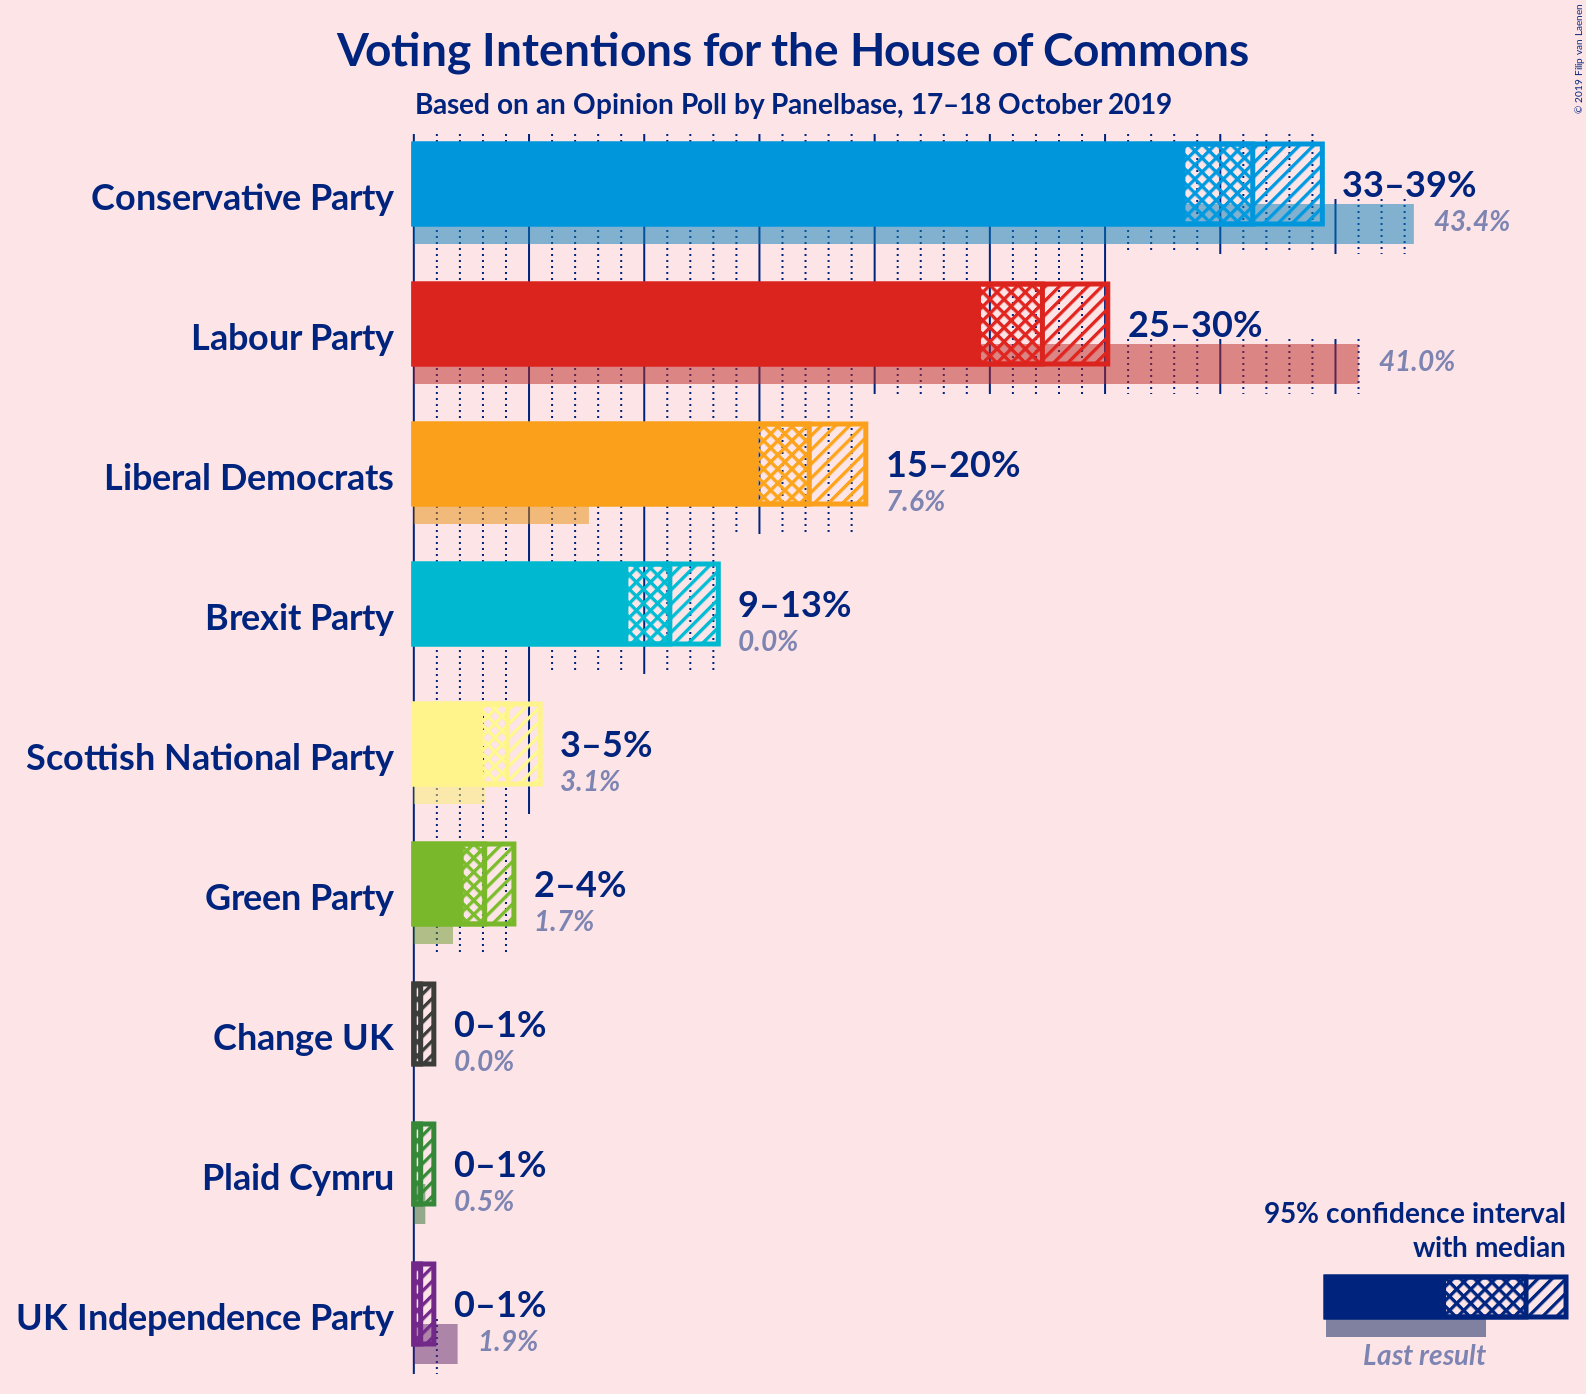 © 2019 Filip van Laenen
Voting Intentions for the House of Commons
Based on an Opinion Poll by Panelbase, 17–18 October 2019
Conservative Party
33–39%
43.4%
Labour Party
25–30%
41.0%
Liberal Democrats
15–20%
7.6%
Brexit Party
9–13%
0.0%
Scottish National Party
3–5%
3.1%
Green Party
2–4%
1.7%
Change UK
0–1%
0.0%
Plaid Cymru
0–1%
0.5%
UK Independence Party
0–1%
1.9%
95% confidence interval
with median
Last result